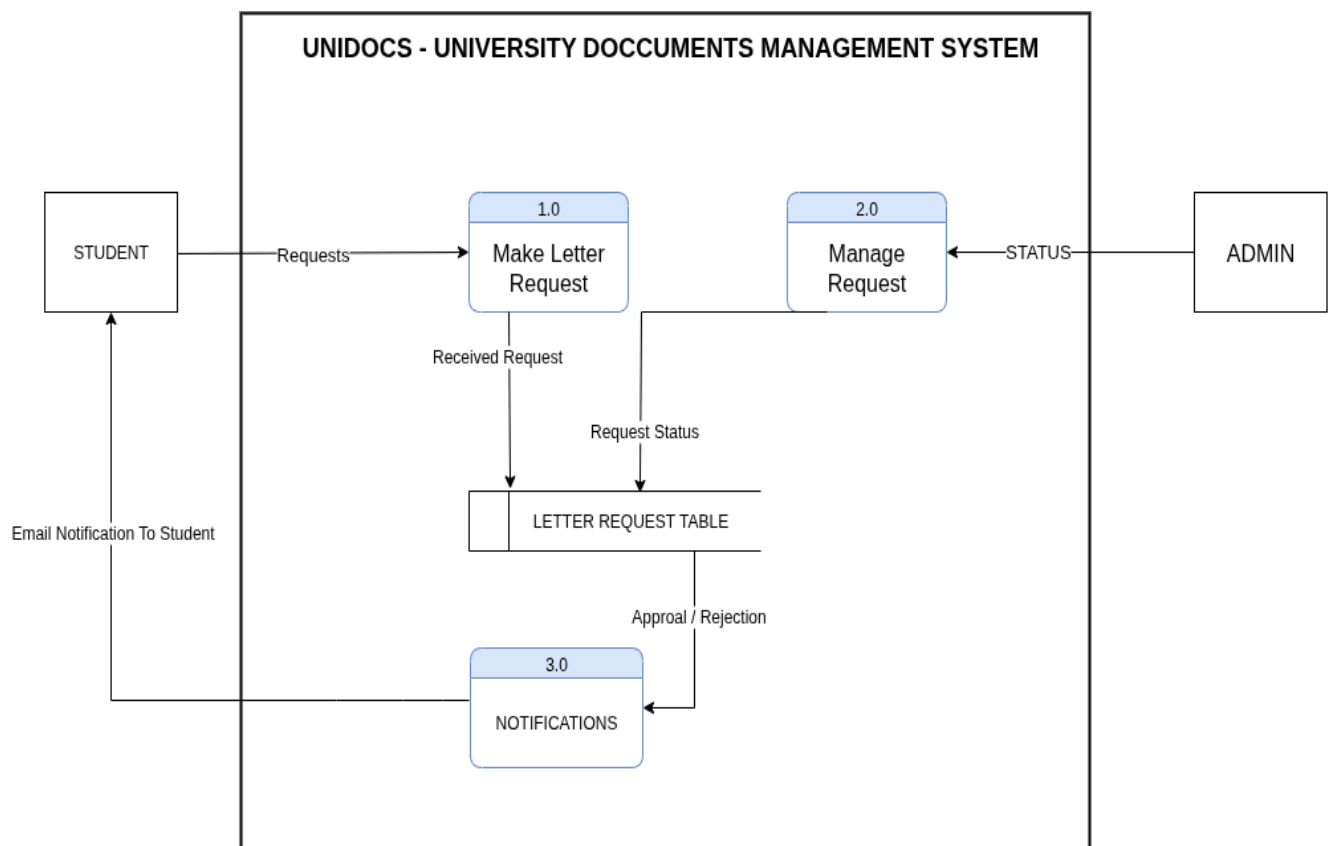 UNIDOCS - UNIVERSITY DOCCUMENTS MANAGEMENT SYSTEM
1.0
2.0
STUDENT
Requests
Make Letter
Request
Manage
Request
STATUS
ADMIN
Received Request
Request Status
LETTER REQUEST TABLE
Email Notification To Student
Approal / Rejection
3.0
NOTIFICATIONS